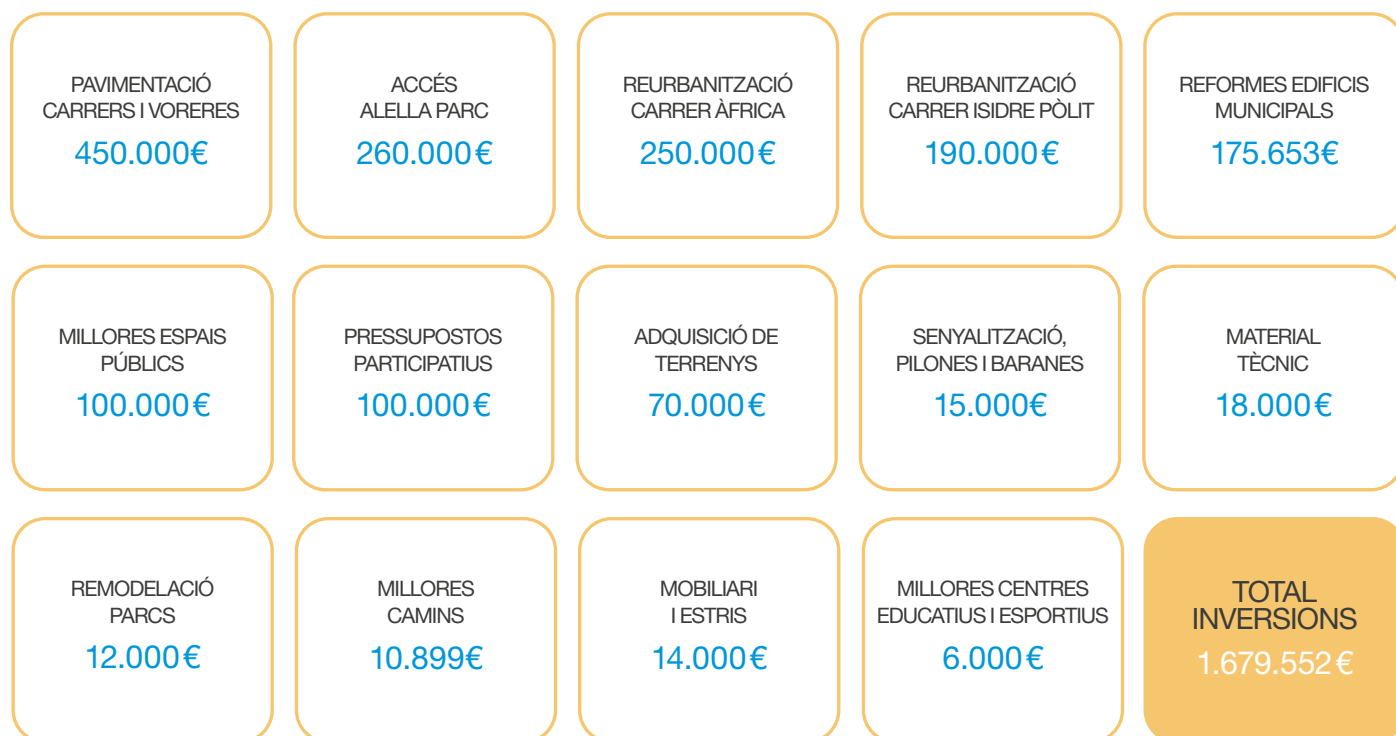 PAVIMENTACIÓ
CARRERS I VORERES
450.000€
ACCÉS
ALELLA PARC
260.000€
REURBANITZACIÓ
CARRER ÀFRICA
250.000€
REURBANITZACIÓ
CARRER ISIDRE PÒLIT
190.000€
REFORMES EDIFICIS
MUNICIPALS
175.653€
MILLORES ESPAIS
PÚBLICS
100.000€
PRESSUPOSTOS
PARTICIPATIUS
100.000€
ADQUISICIÓ DE
TERRENYS
70.000€
SENYALITZACIÓ,
PILONES I BARANES
15.000€
MATERIAL
TÈCNIC
18.000€
REMODELACIÓ
PARCS
12.000€
MILLORES
CAMINS
10.899€
MOBILIARI
I ESTRIS
14.000€
MILLORES CENTRES
EDUCATIUS I ESPORTIUS
6.000€
TOTAL
INVERSIONS
1.679.552€